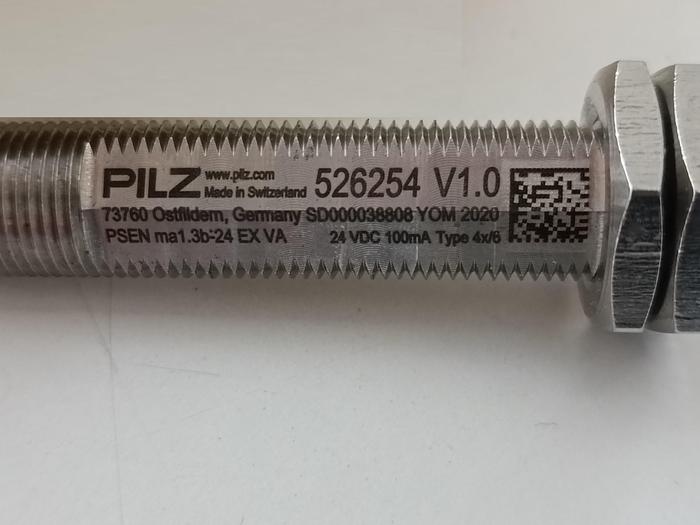 PILZ www.pilz.com Made in Switzerland 526254 V1.0
73760 Ostfildern, Germany SD000038808 YOM 2020
PSEN ma1.3b-24 EX VA 24 VDC 100mA Type 4x/6